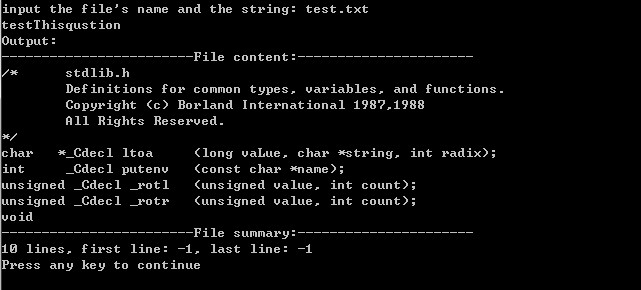 input the file's name and the string: test.txt
testThisqustion
Output:
------------------------File content:----------------------
/*      stdlib.h
        Definitions for common types, variables, and functions.
        Copyright (c) Borland International 1987,1988
        All Rights Reserved.
*/
char   *_Cdecl ltoa     (long vaLue, char *string, int radix);
int     _Cdecl putenv   (const char *name);
unsigned _Cdecl _rotl   (unsigned value, int count);
unsigned _Cdecl _rotr   (unsigned value, int count);
void
------------------------File summary:----------------------
10 lines, first line: -1, last line: -1
Press any key to continue